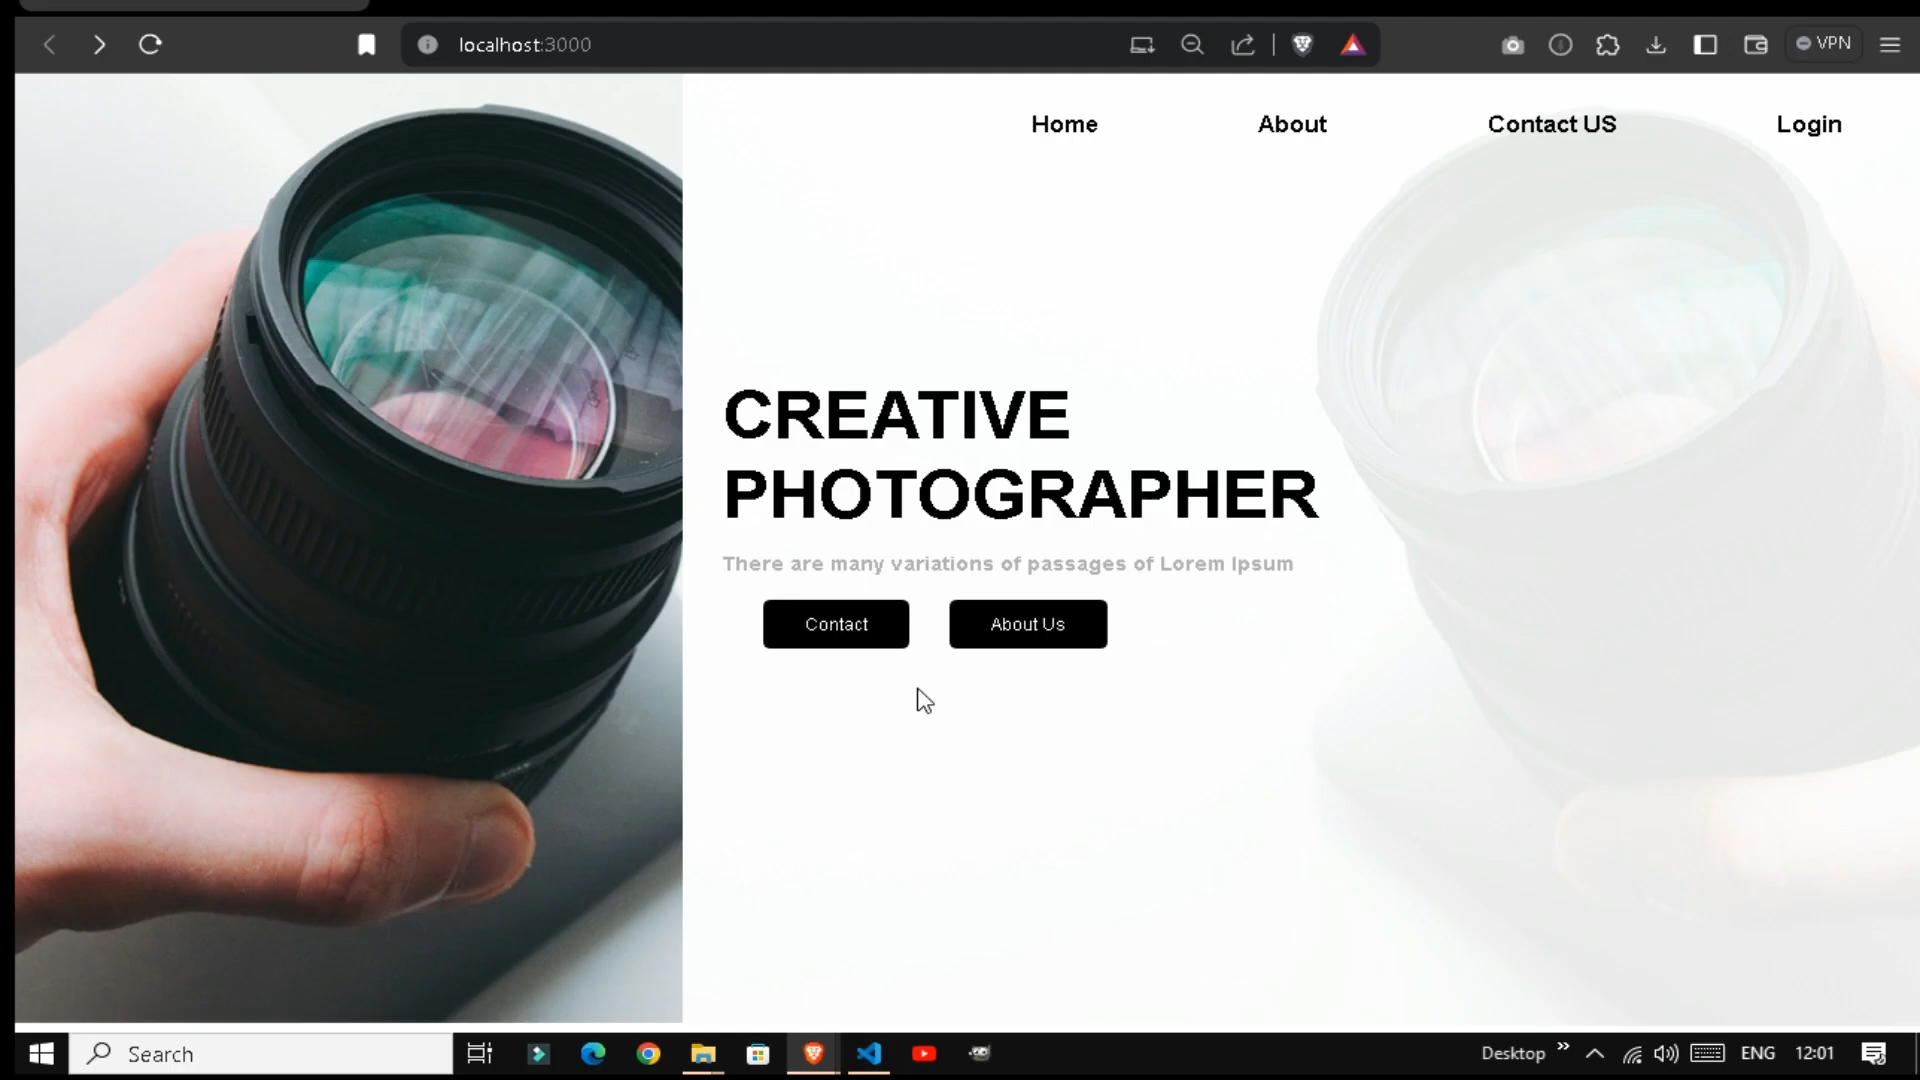 localhost:3000
VPN
Home About Contact US Login
CREATIVE
PHOTOGRAPHER
There are many variations of passages of Lorem Ipsum
Contact About Us
Search
Desktop » ENG 12:01